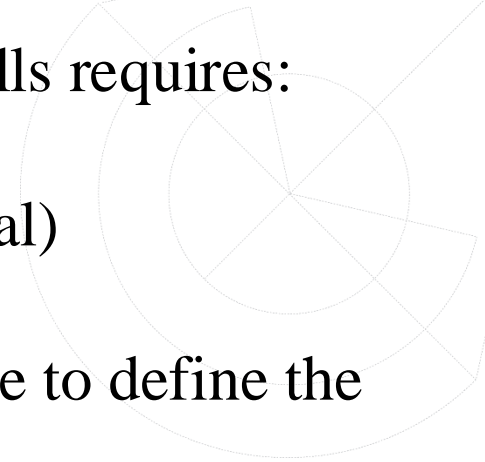 lls requires:
al)
e to define the